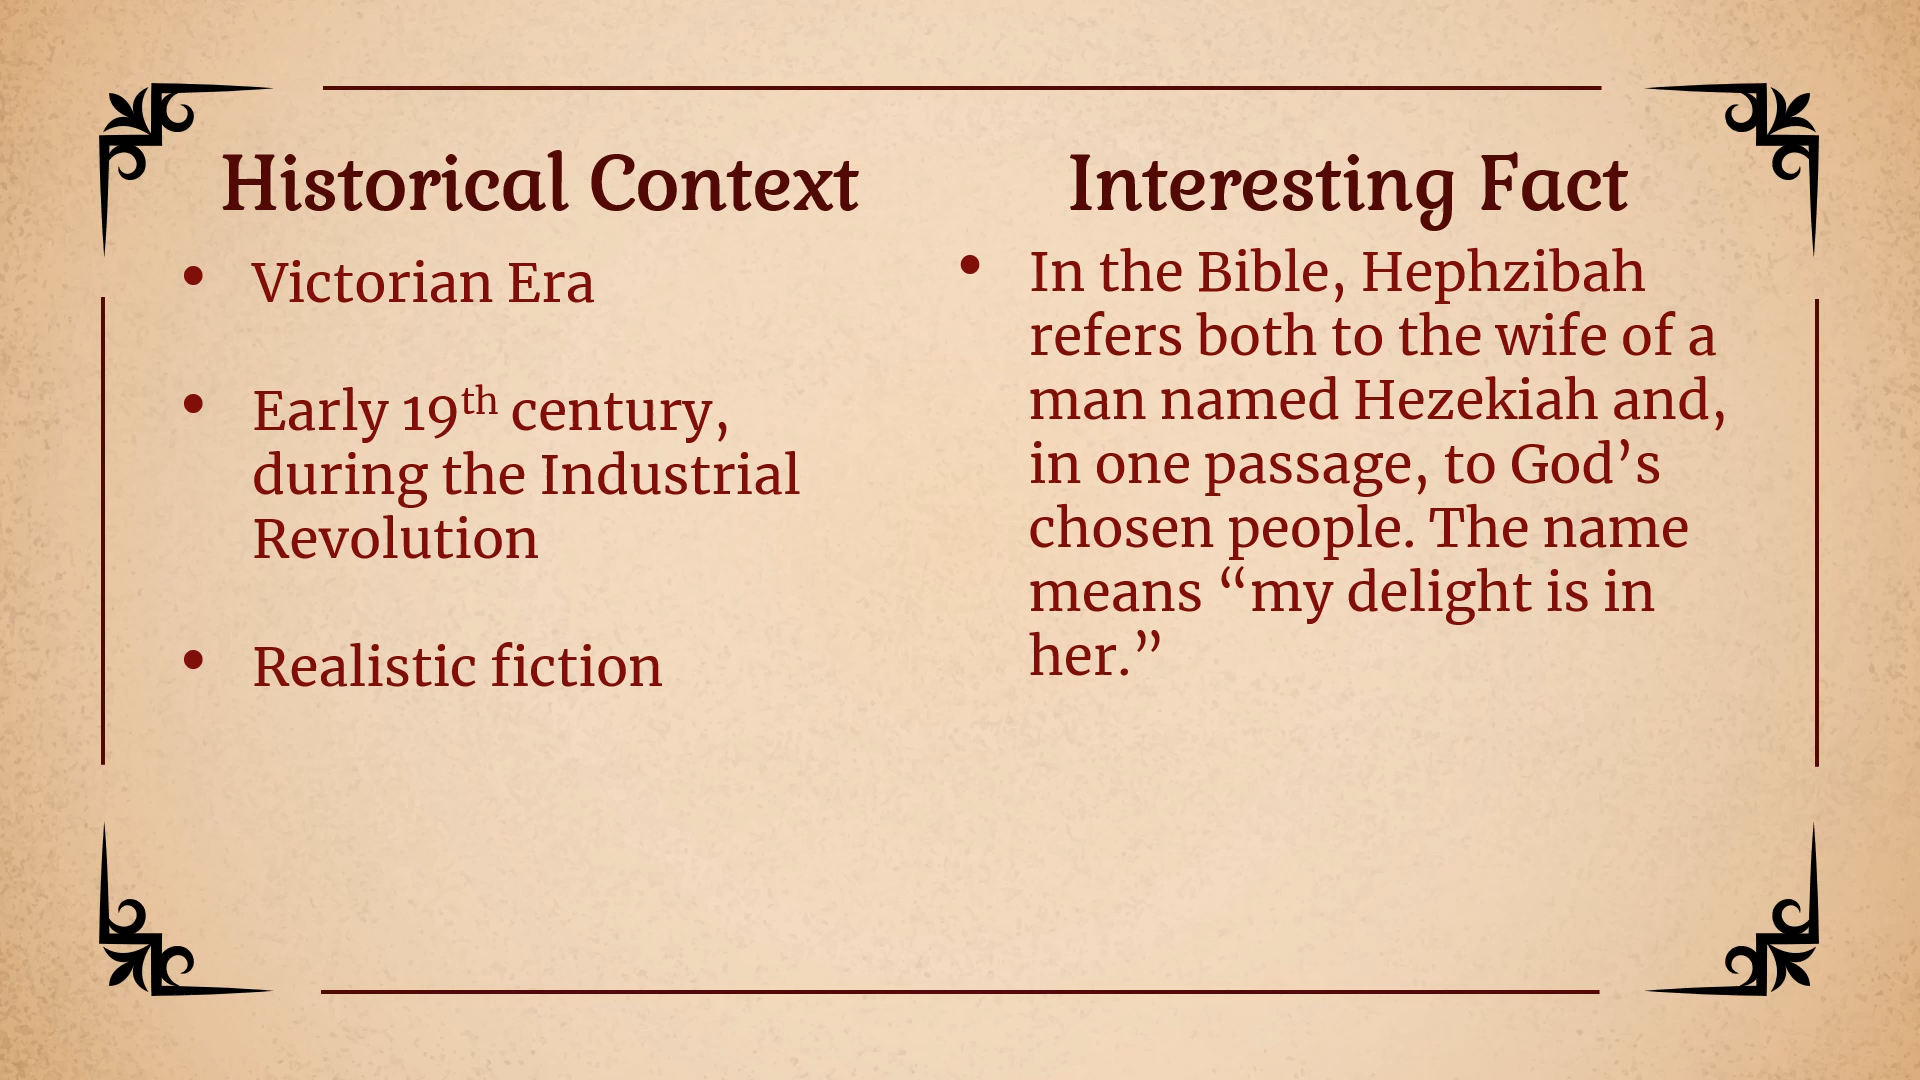 Historical Context
• Victorian Era
• Early 19th century,
during the Industrial
Revolution
• Realistic fiction
Interesting Fact
• In the Bible, Hephzibah
refers both to the wife of a
man named Hezekiah and,
in one passage, to God’s
chosen people. The name
means “my delight is in
her.”